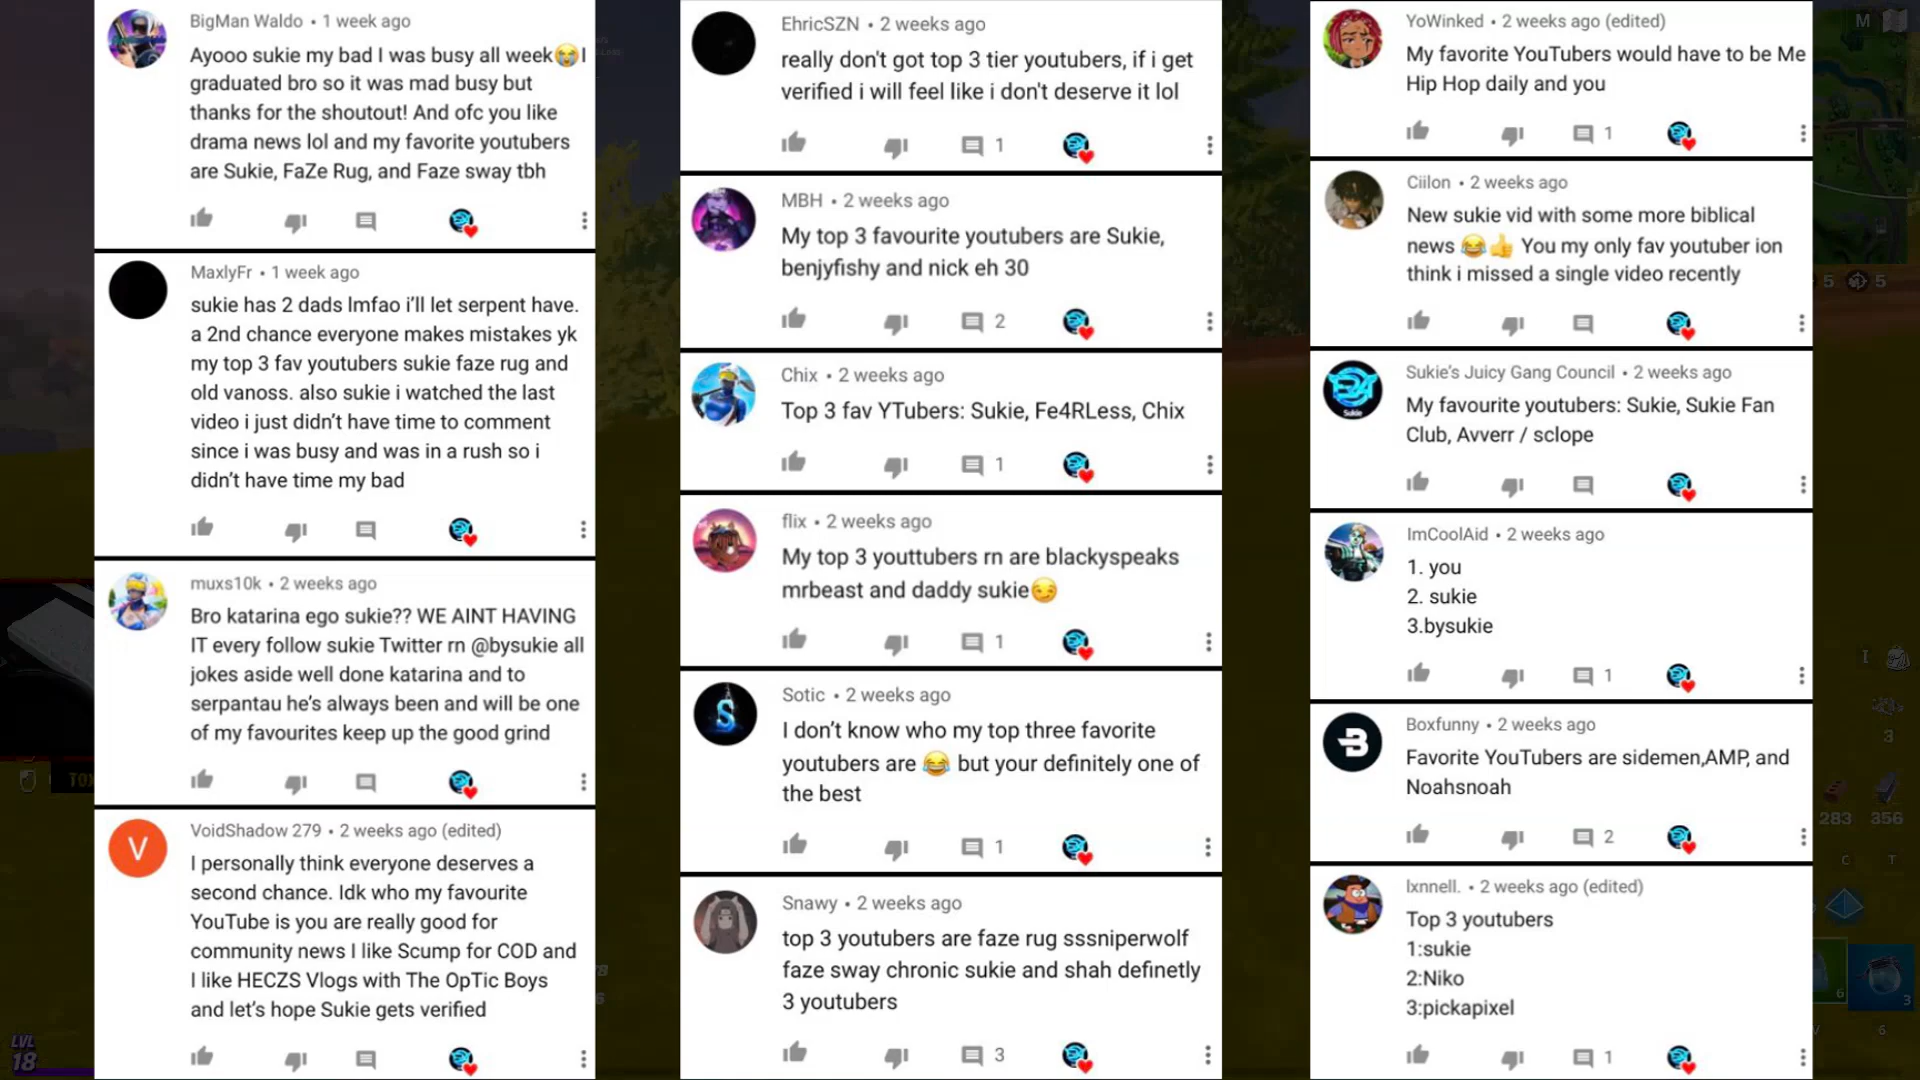 BigMan Waldo • 1 week ago
Ayooo sukie my bad I was busy all week😭I
graduated bro so it was mad busy but
thanks for the shoutout! And ofc you like
drama news lol and my favorite youtubers
are Sukie, FaZe Rug, and Faze sway tbh
MaxlyFr • 1 week ago
sukie has 2 dads lmfao i'll let serpent have.
a 2nd chance everyone makes mistakes yk
my top 3 fav youtubers sukie faze rug and
old vanoss. also sukie i watched the last
video i just didn't have time to comment
since i was busy and was in a rush so i
didn't have time my bad
muxs10k • 2 weeks ago
Bro katarina ego sukie?? WE AINT HAVING
IT every follow sukie Twitter rn @bysukie all
jokes aside well done katarina and to
serpantau he's always been and will be one
of my favourites keep up the good grind
VoidShadow 279 • 2 weeks ago (edited)
V
I personally think everyone deserves a
second chance. Idk who my favourite
YouTube is you are really good for
community news I like Scump for COD and
I like HECZS Vlogs with The OpTic Boys
and let's hope Sukie gets verified
EhricSZN • 2 weeks ago
really don't got top 3 tier youtubers, if i get
verified i will feel like i don't deserve it lol
1
MBH • 2 weeks ago
My top 3 favourite youtubers are Sukie,
benjyfishy and nick eh 30
2
Chix • 2 weeks ago
Top 3 fav YTubers: Sukie, Fe4RLess, Chix
1
flix • 2 weeks ago
My top 3 youttubers rn are blackyspeaks
mrbeast and daddy sukie😏
1
Sotic • 2 weeks ago
S
I don't know who my top three favorite
youtubers are 😂 but your definitely one of
the best
1
Snawy • 2 weeks ago
top 3 youtubers are faze rug sssniperwolf
faze sway chronic sukie and shah definetly
3 youtubers
3
YoWinked • 2 weeks ago (edited)
My favorite YouTubers would have to be Me
Hip Hop daily and you
1
Ciilon • 2 weeks ago
New sukie vid with some more biblical
news 😂👍 You my only fav youtuber ion
think i missed a single video recently
Sukie's Juicy Gang Council • 2 weeks ago
Sukie
My favourite youtubers: Sukie, Sukie Fan
Club, Avverr / sclope
ImCoolAid • 2 weeks ago
1. you
2. sukie
3.bysukie
1
Boxfunny • 2 weeks ago
B
Favorite YouTubers are sidemen,AMP, and
Noahsnoah
2
lxnnell. • 2 weeks ago (edited)
Top 3 youtubers
1:sukie
2:Niko
3:pickapixel
1
M
5 5
I
3
283 356
C T
6 3
6
TOX
LVL
18